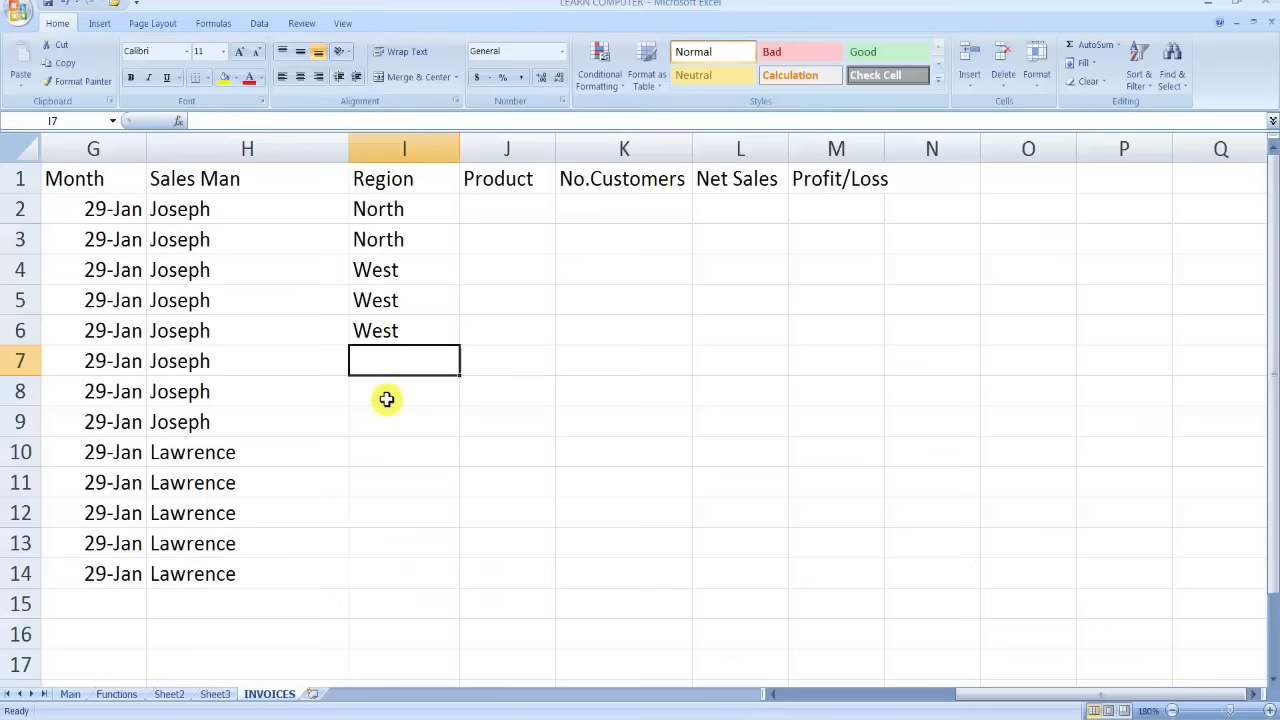 LEARN COMPUTER - Microsoft Excel
Home Insert Page Layout Formulas Data Review View
Cut
Copy
Format Painter
Paste
Clipboard
Calibri 11
B I U
Font
Wrap Text
Merge & Center
Alignment
General
$ % ,
Number
Conditional Formatting
Format as Table
Normal Bad Good
Neutral Calculation Check Cell
Styles
Insert Delete Format
Cells
AutoSum
Fill
Clear
Sort & Filter
Find & Select
Editing
I7 fx
G H I J K L M N O P Q
1 Month Sales Man Region Product No.Customers Net Sales Profit/Loss
2 29-Jan Joseph North
3 29-Jan Joseph North
4 29-Jan Joseph West
5 29-Jan Joseph West
6 29-Jan Joseph West
7 29-Jan Joseph
8 29-Jan Joseph
9 29-Jan Joseph
10 29-Jan Lawrence
11 29-Jan Lawrence
12 29-Jan Lawrence
13 29-Jan Lawrence
14 29-Jan Lawrence
15
16
17
Main Functions Sheet2 Sheet3 INVOICES
Ready 180%